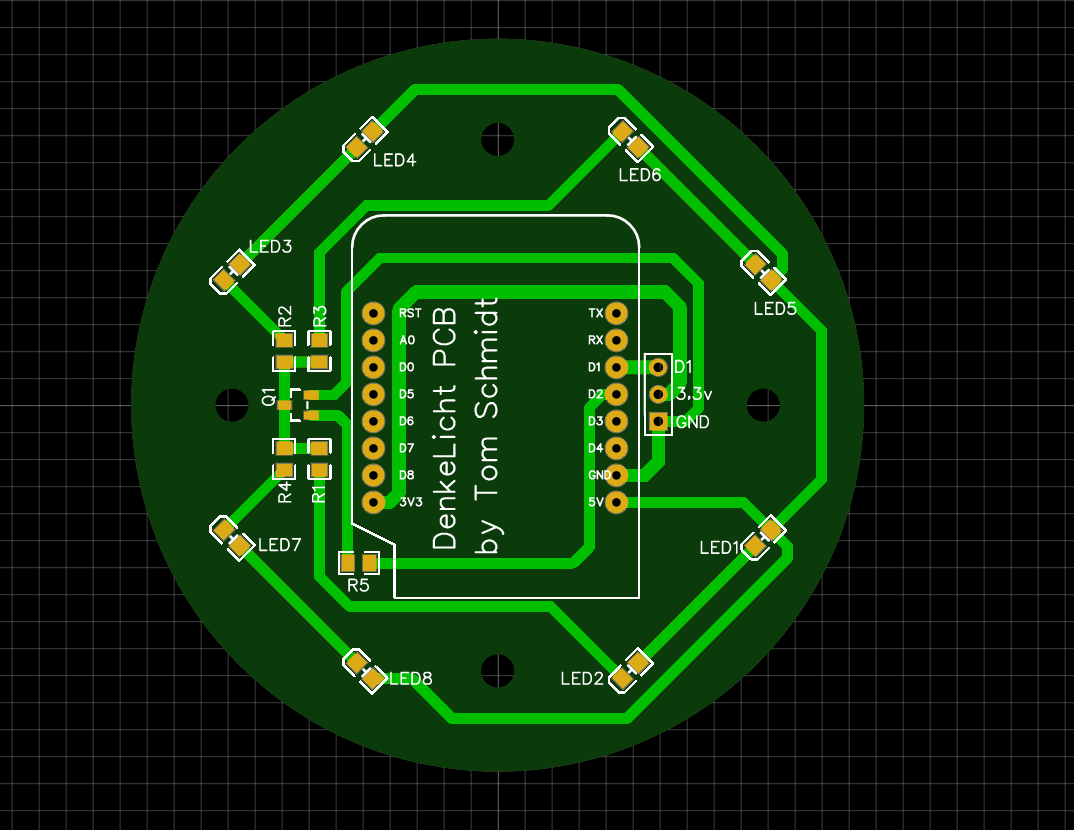 LED4
LED6
LED3
LED5
R2
R3
RST
A0
D0
D5
D6
D7
D8
3V3
DenkeLicht PCB
by Tom Schmidt
TX
RX
D1
D2
D3
D4
GND
5V
D1
3,3v
GND
Q1
R4
R1
LED7
LED1
R5
LED8
LED2